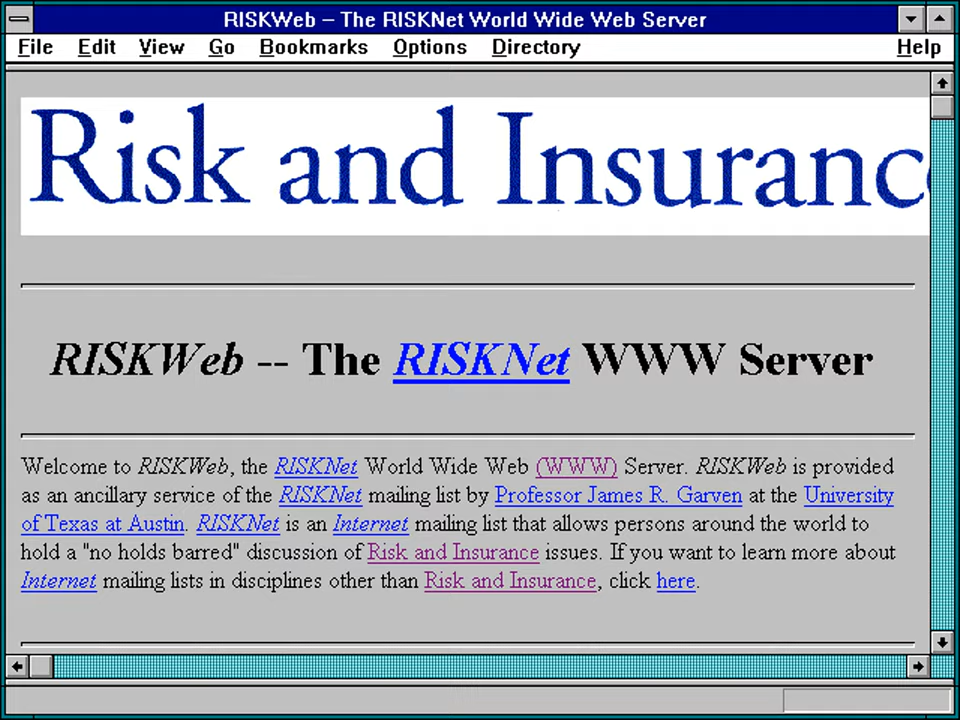 RISKWeb – The RISKNet World Wide Web Server
File Edit View Go Bookmarks Options Directory Help
Risk and Insuranc
RISKWeb -- The RISKNet WWW Server
Welcome to RISKWeb, the RISKNet World Wide Web (WWW) Server. RISKWeb is provided
as an ancillary service of the RISKNet mailing list by Professor James R. Garven at the University
of Texas at Austin. RISKNet is an Internet mailing list that allows persons around the world to
hold a "no holds barred" discussion of Risk and Insurance issues. If you want to learn more about
Internet mailing lists in disciplines other than Risk and Insurance, click here.